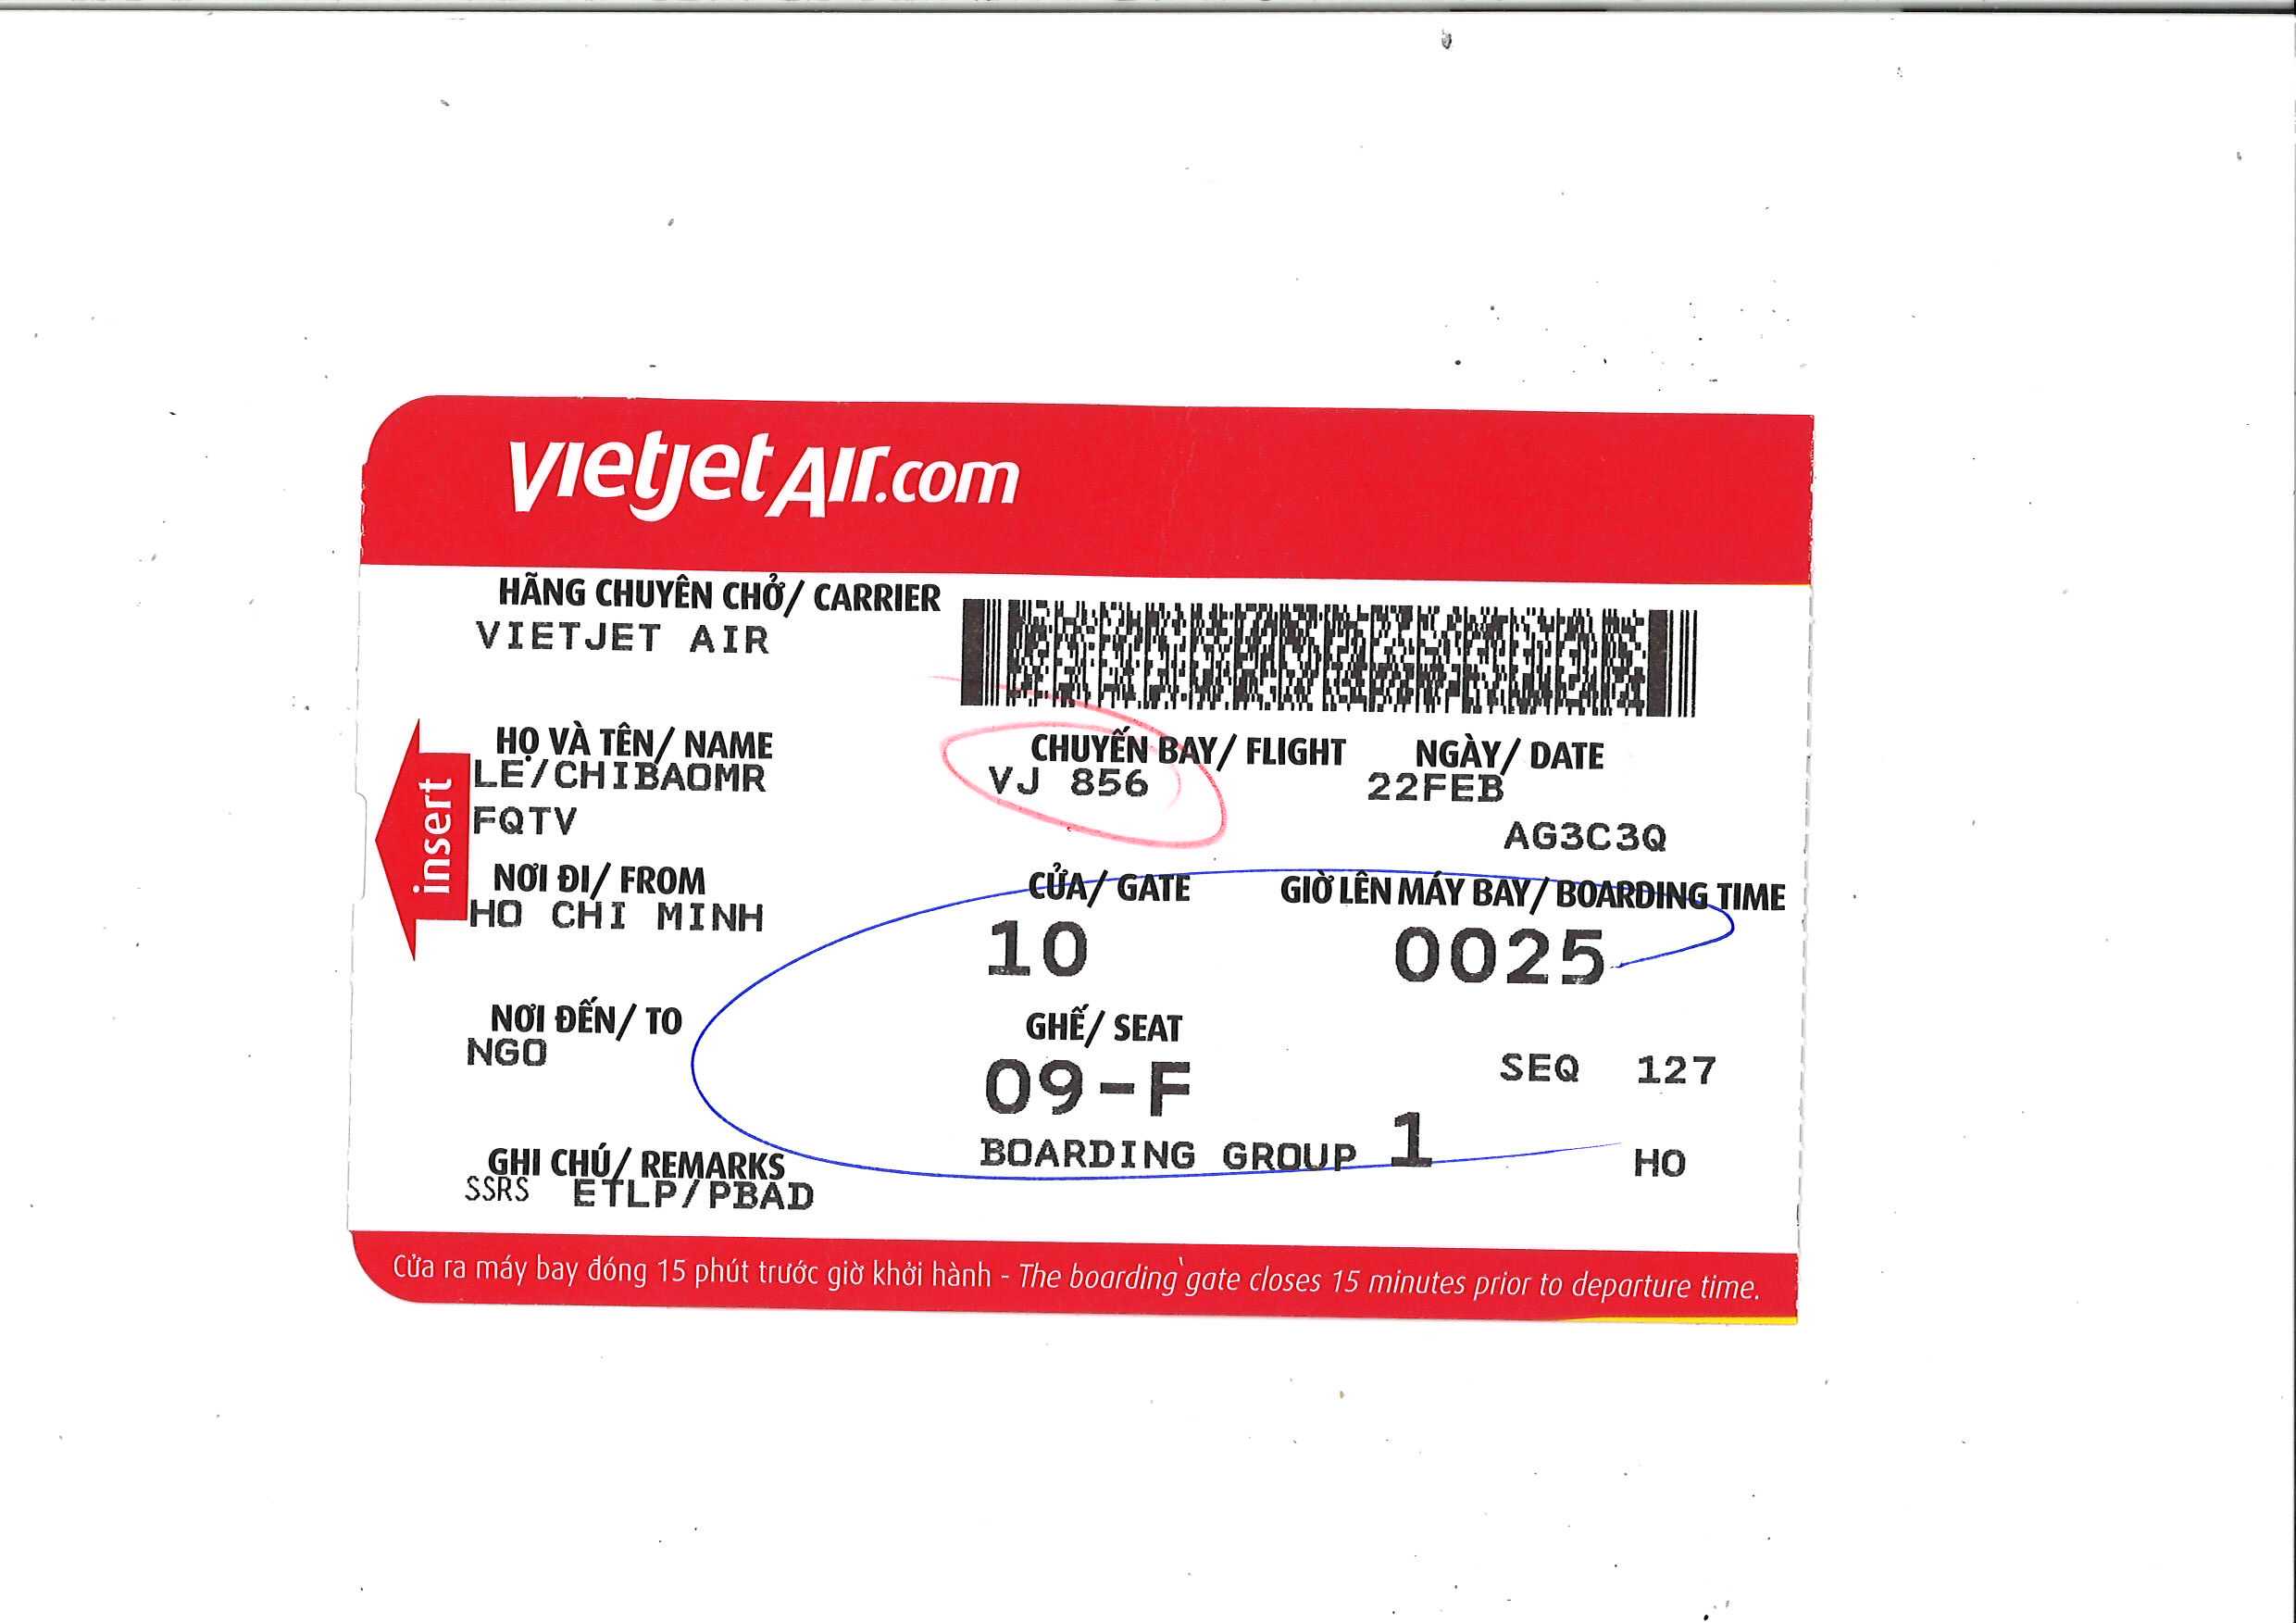 vietjetAir.com
HÃNG CHUYÊN CHỞ/ CARRIER
VIETJET AIR
HỌ VÀ TÊN/ NAME
LE/CHIBAOMR
FQTV
CHUYẾN BAY/ FLIGHT
VJ 856
NGÀY/ DATE
22FEB
AG3C3Q
insert
NƠI ĐI/ FROM
HO CHI MINH
CỬA/ GATE
10
GIỜ LÊN MÁY BAY/ BOARDING TIME
0025
NƠI ĐẾN/ TO
NGO
GHẾ/ SEAT
09-F
SEQ 127
BOARDING GROUP 1
HO
GHI CHÚ/ REMARKS
SSRS ETLP/PBAD
Cửa ra máy bay đóng 15 phút trước giờ khởi hành - The boarding gate closes 15 minutes prior to departure time.